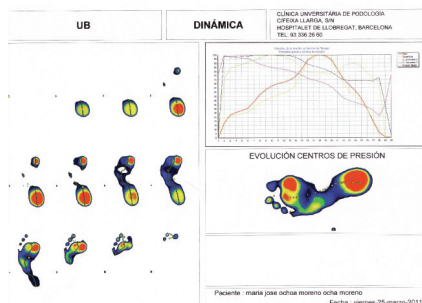 UB
DINÁMICA
CLÍNICA UNIVERSITÁRIA DE PODOLOGÍA
C/FEIXA LLARGA, S/N
HOSPITALET DE LLOBREGAT, BARCELONA
TEL: 93 336 26 60
EVOLUCIÓN CENTROS DE PRESIÓN
Paciente : maria jose ochoa moreno ocha moreno
Fecha : viernes 25-marzo-2011